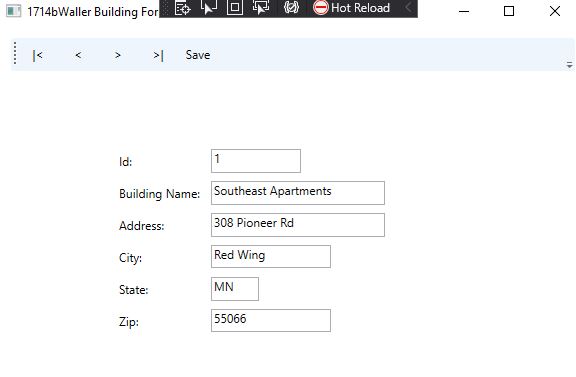 1714bWaller Building For
Hot Reload
|< < > >| Save
Id: 1
Building Name: Southeast Apartments
Address: 308 Pioneer Rd
City: Red Wing
State: MN
Zip: 55066